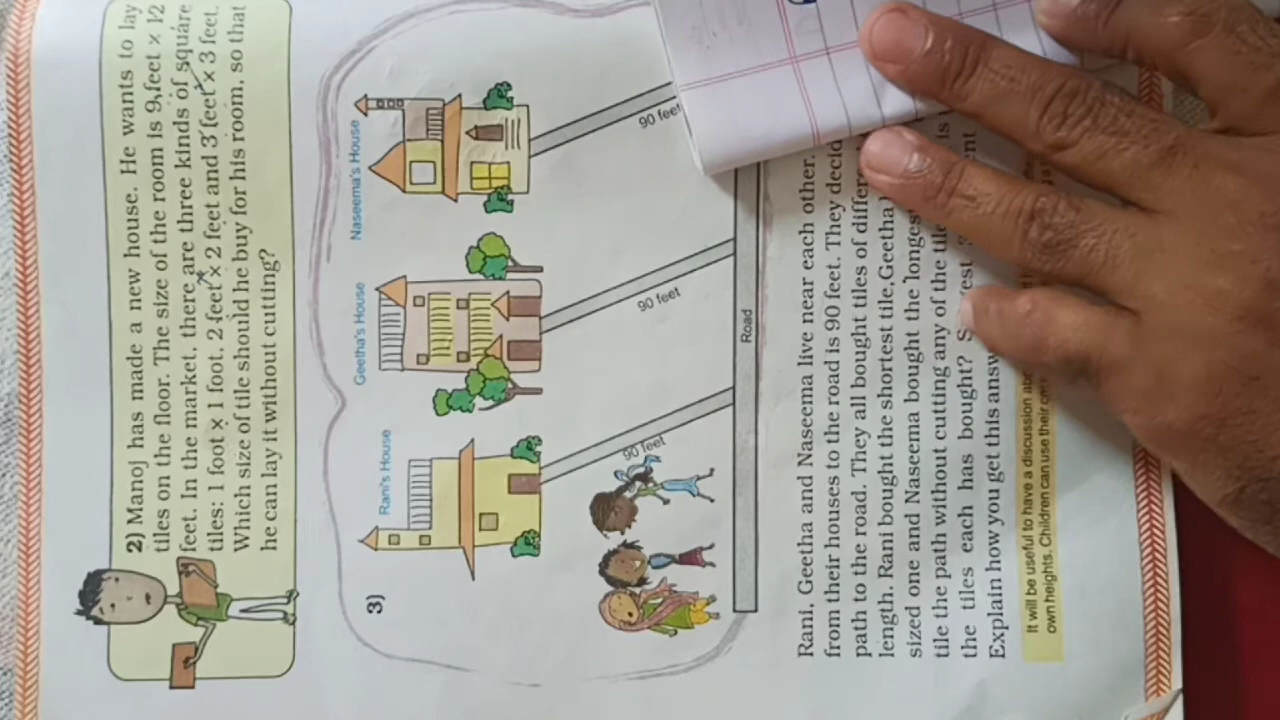 2) Manoj has made a new house. He wants to lay
tiles on the floor. The size of the room is 9 feet × 12
feet. In the market, there are three kinds of square
tiles: 1 foot × 1 foot, 2 feet × 2 feet and 3 feet × 3 feet.
Which size of tile should he buy for his room, so that
he can lay it without cutting?
3)
Rani's House
Geetha's House
Naseema's House
90 feet
90 feet
90 feet
Road
Rani, Geetha and Naseema live near each other.
from their houses to the road is 90 feet. They
path to the road. They all bought tiles of
length. Rani bought the shortest tile, Geetha
sized one and Naseema bought the longest
tile the path without cutting any of the
the tiles each has bought?
Explain how you get this
It will be useful to have a discussion
own heights. Children can use their